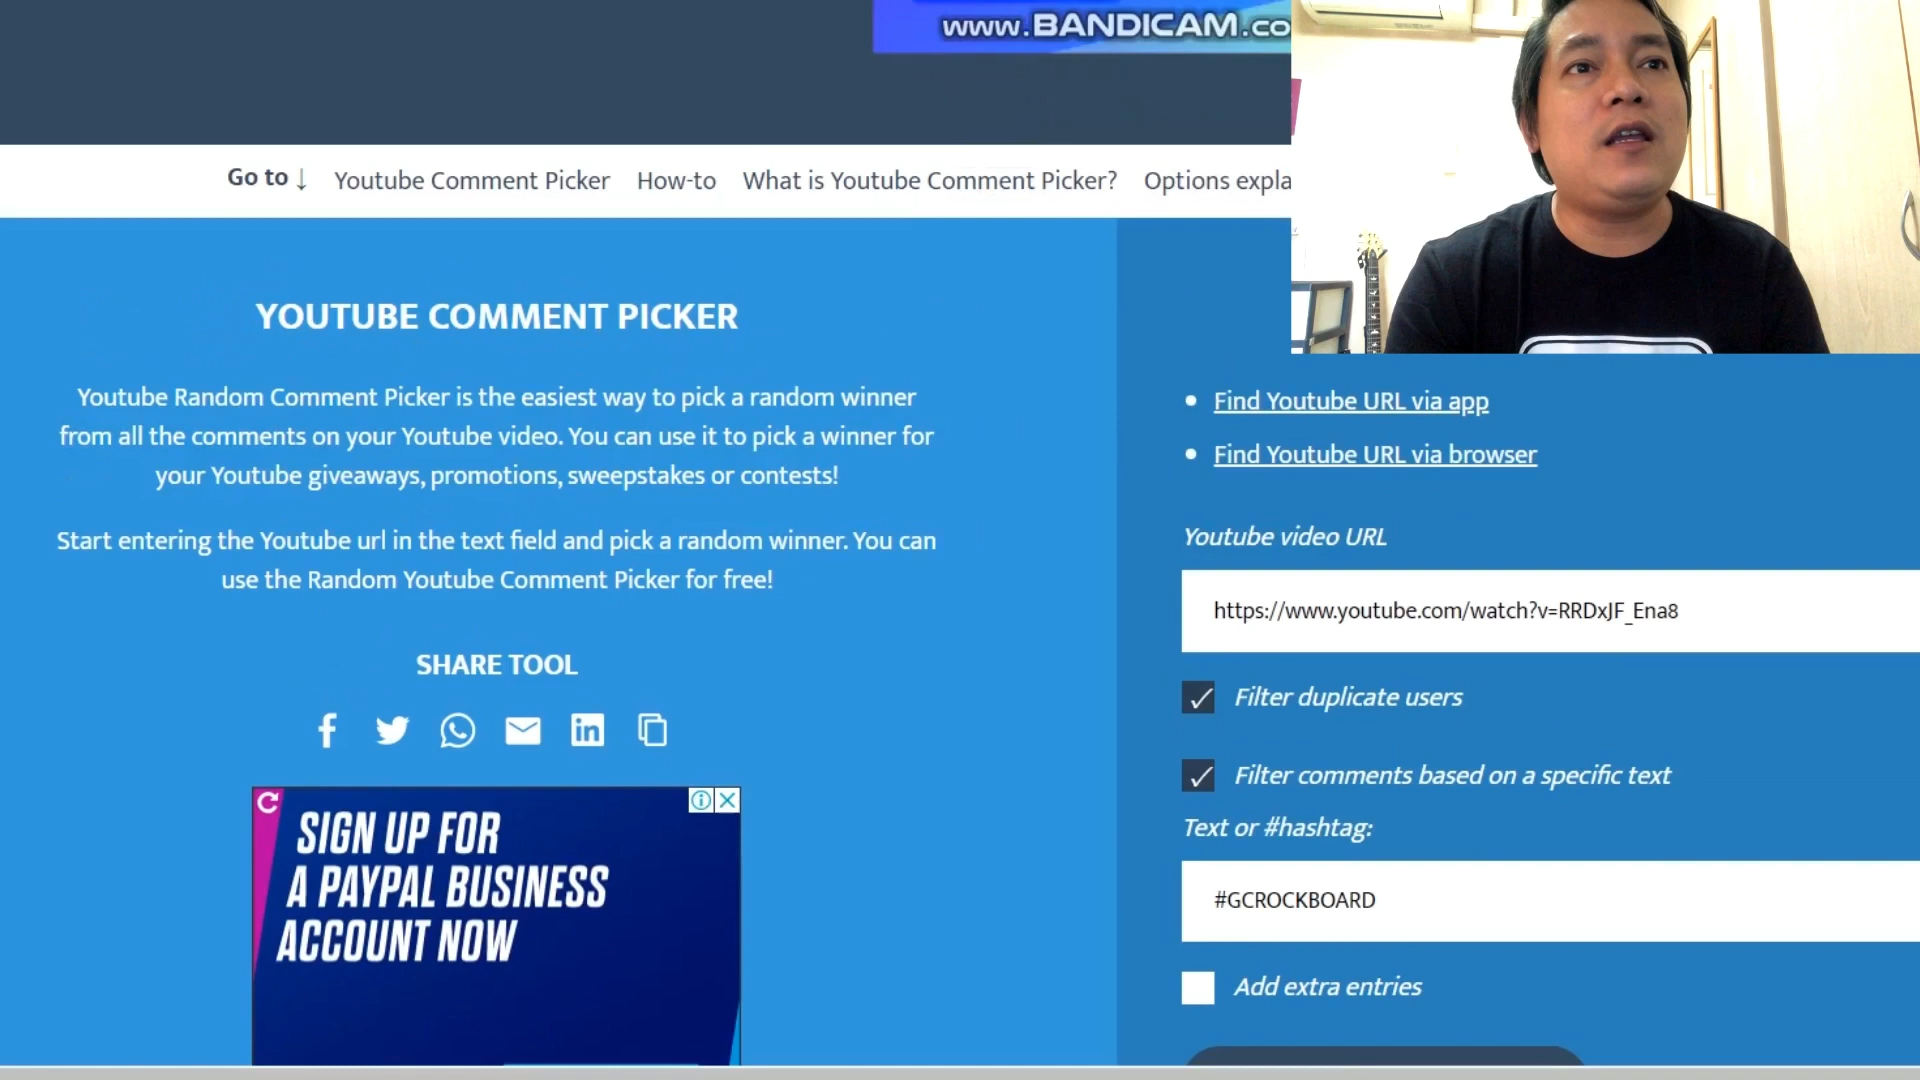 www.BANDICAM.co
Go to ↓ Youtube Comment Picker How-to What is Youtube Comment Picker? Options expla
YOUTUBE COMMENT PICKER
Youtube Random Comment Picker is the easiest way to pick a random winner
from all the comments on your Youtube video. You can use it to pick a winner for
your Youtube giveaways, promotions, sweepstakes or contests!
Start entering the Youtube url in the text field and pick a random winner. You can
use the Random Youtube Comment Picker for free!
SHARE TOOL
SIGN UP FOR
A PAYPAL BUSINESS
ACCOUNT NOW
Find Youtube URL via app
Find Youtube URL via browser
Youtube video URL
https://www.youtube.com/watch?v=RRDxJF_Ena8
Filter duplicate users
Filter comments based on a specific text
Text or #hashtag:
#GCROCKBOARD
Add extra entries